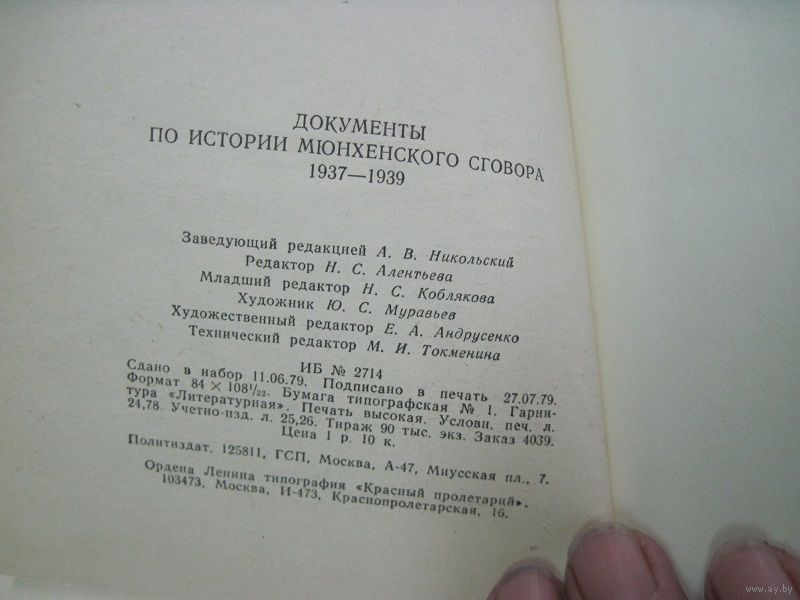 ДОКУМЕНТЫ
ПО ИСТОРИИ МЮНХЕНСКОГО СГОВОРА
1937—1939
Заведующий редакцией А. В. Никольский
Редактор Н. С. Алентьева
Младший редактор Н. С. Коблякова
Художник Ю. С. Муравьев
Художественный редактор Е. А. Андрусенко
Технический редактор М. И. Токменина
ИБ № 2714
Сдано в набор 11.06.79. Подписано в печать 27.07.79.
Формат 84 × 108¹/₃₂. Бумага типографская № 1. Гарни-
тура «Литературная». Печать высокая. Условн. печ. л.
24,78. Учетно-изд. л. 25,26. Тираж 90 тыс. экз. Заказ 4039.
Цена 1 р. 10 к.
Политиздат. 125811, ГСП, Москва, А-47, Миусская пл., 7.
Ордена Ленина типография «Красный пролетарий».
103473, Москва, И-473, Краснопролетарская, 16.
www.ay.by